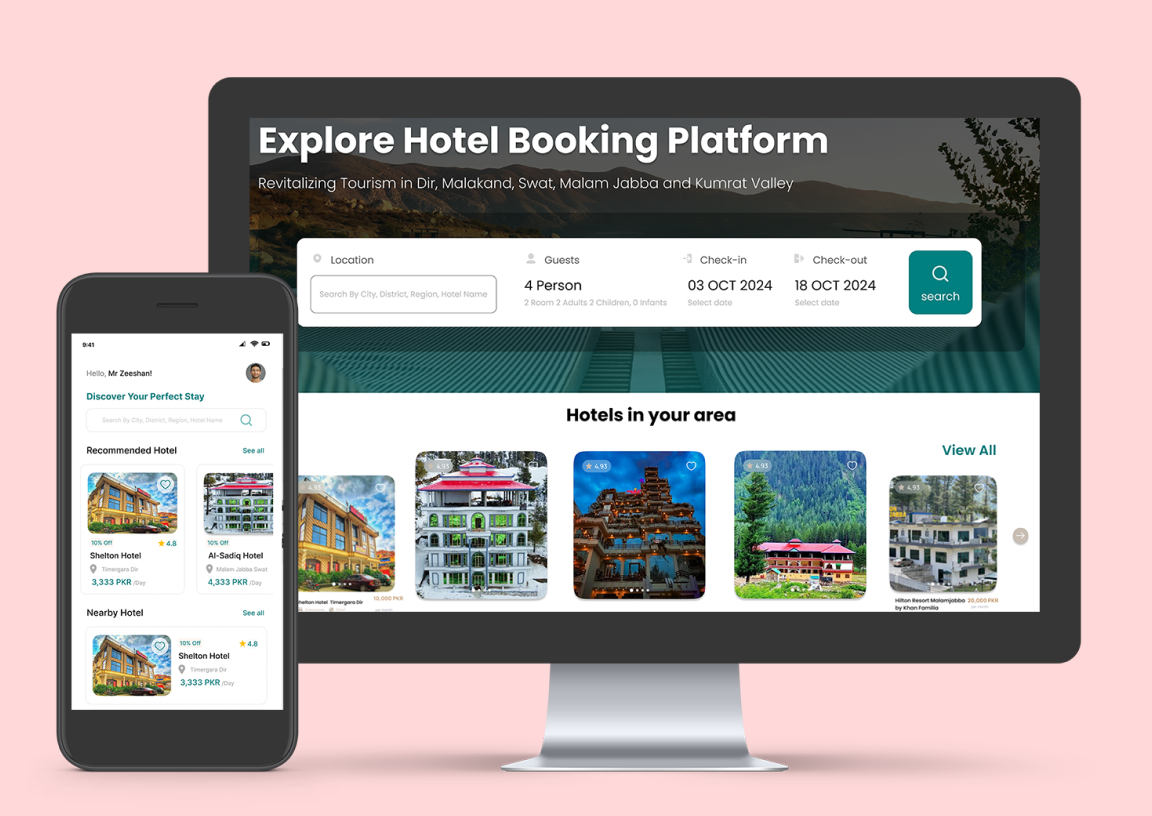 Explore Hotel Booking Platform
Revitalizing Tourism in Dir, Malakand, Swat, Malam Jabba and Kumrat Valley
Location
Guests
Check-in
Check-out
Search By City, District, Region, Hotel Name
4 Person
03 OCT 2024
18 OCT 2024
2 Room 2 Adults 2 Children, 0 Infants
Select date
Select date
search
Hotels in your area
View All
4.93
4.93
4.93
4.93
4.93
Shelton Hotel Timergara Dir
10,000 PKR
Hilton Resort Malamjabba
by Khan Familia
20,000 PKR
9:41
Hello, Mr Zeeshan!
Discover Your Perfect Stay
Search By City, District, Region, Hotel Name
Recommended Hotel
See all
10% Off
4.8
Shelton Hotel
Timergara Dir
3,333 PKR /Day
10% Off
Al-Sadiq Hotel
Malam Jabba Swat
4,333 PKR /Day
Nearby Hotel
See all
10% Off
4.8
Shelton Hotel
Timergara Dir
3,333 PKR /Day